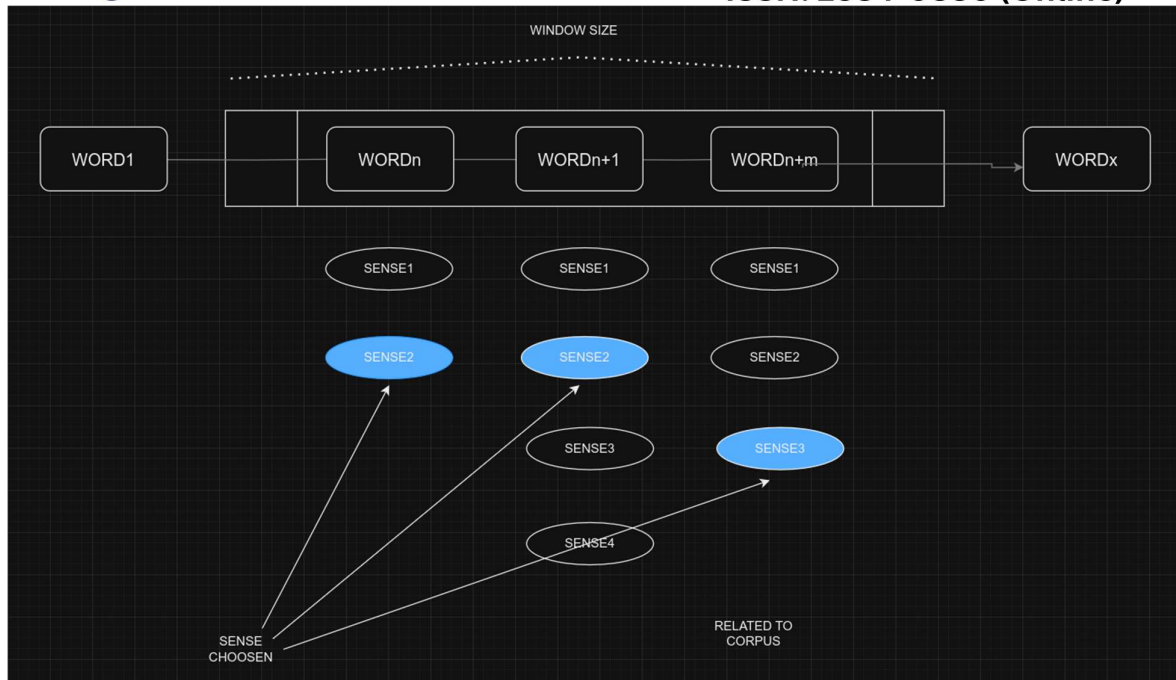 WINDOW SIZE
WORD1 WORDn WORDn+1 WORDn+m WORDx
SENSE1 SENSE1 SENSE1
SENSE2 SENSE2 SENSE2
SENSE3 SENSE3
SENSE4
RELATED TO
CORPUS
SENSE
CHOOSEN